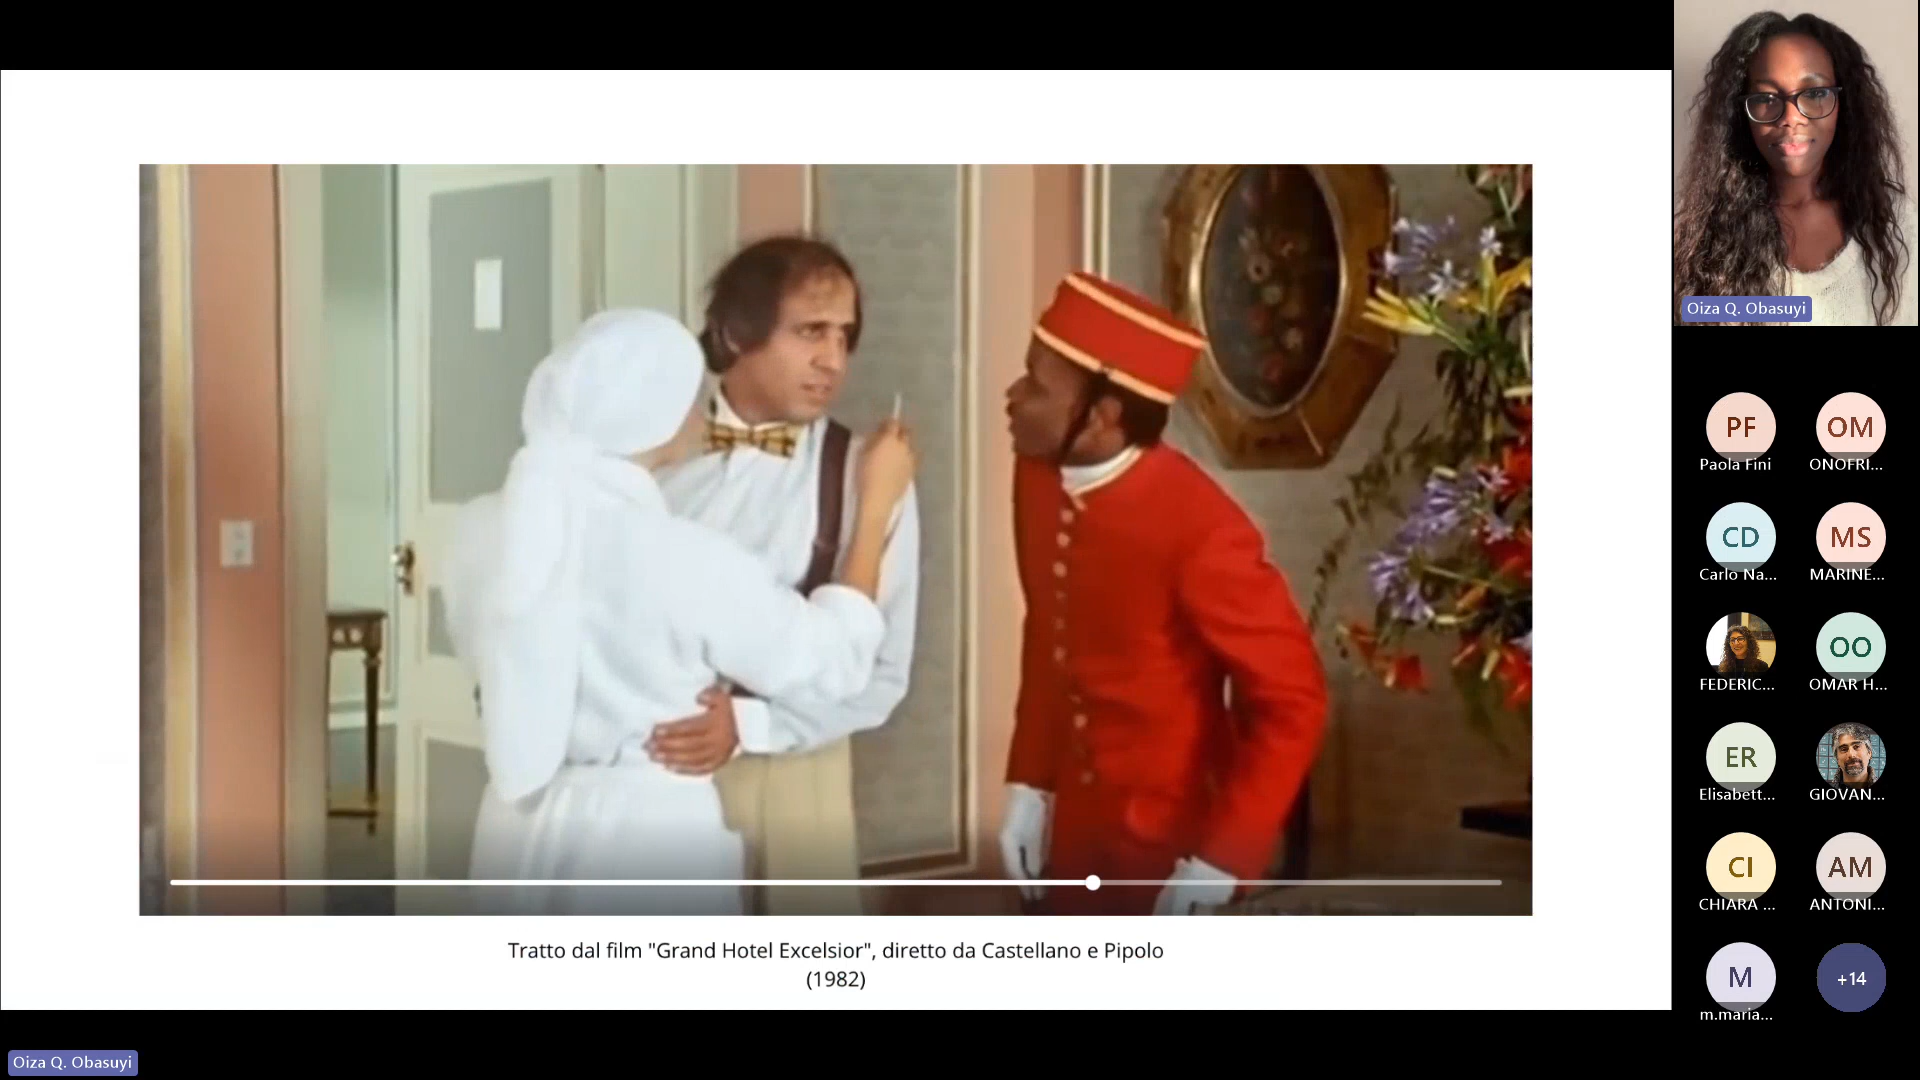 Tratto dal film "Grand Hotel Excelsior", diretto da Castellano e Pipolo
(1982)
Oiza Q. Obasuyi
Oiza Q. Obasuyi
PF
Paola Fini
OM
ONOFRI...
CD
Carlo Na...
MS
MARINE...
FEDERIC...
OO
OMAR H...
ER
Elisabett...
GIOVAN...
CI
CHIARA ...
AM
ANTONI...
M
m.maria...
+14